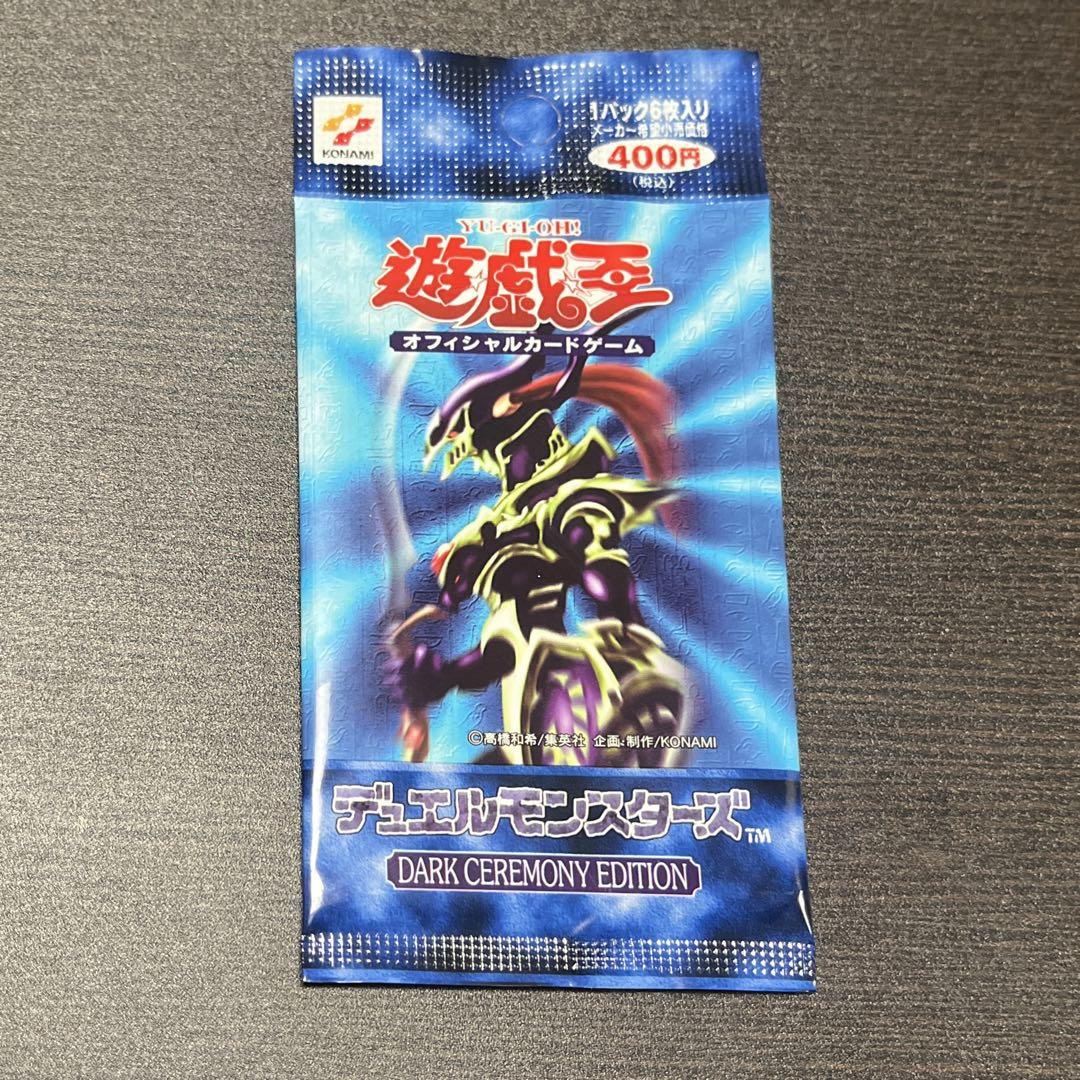 KONAMI
1パック6枚入り
メーカー希望小売価格
400円
(税込)
YU-GI-OH!
遊戯王
オフィシャルカードゲーム
©高橋和希/集英社 企画・制作/KONAMI
デュエルモンスターズ™
DARK CEREMONY EDITION